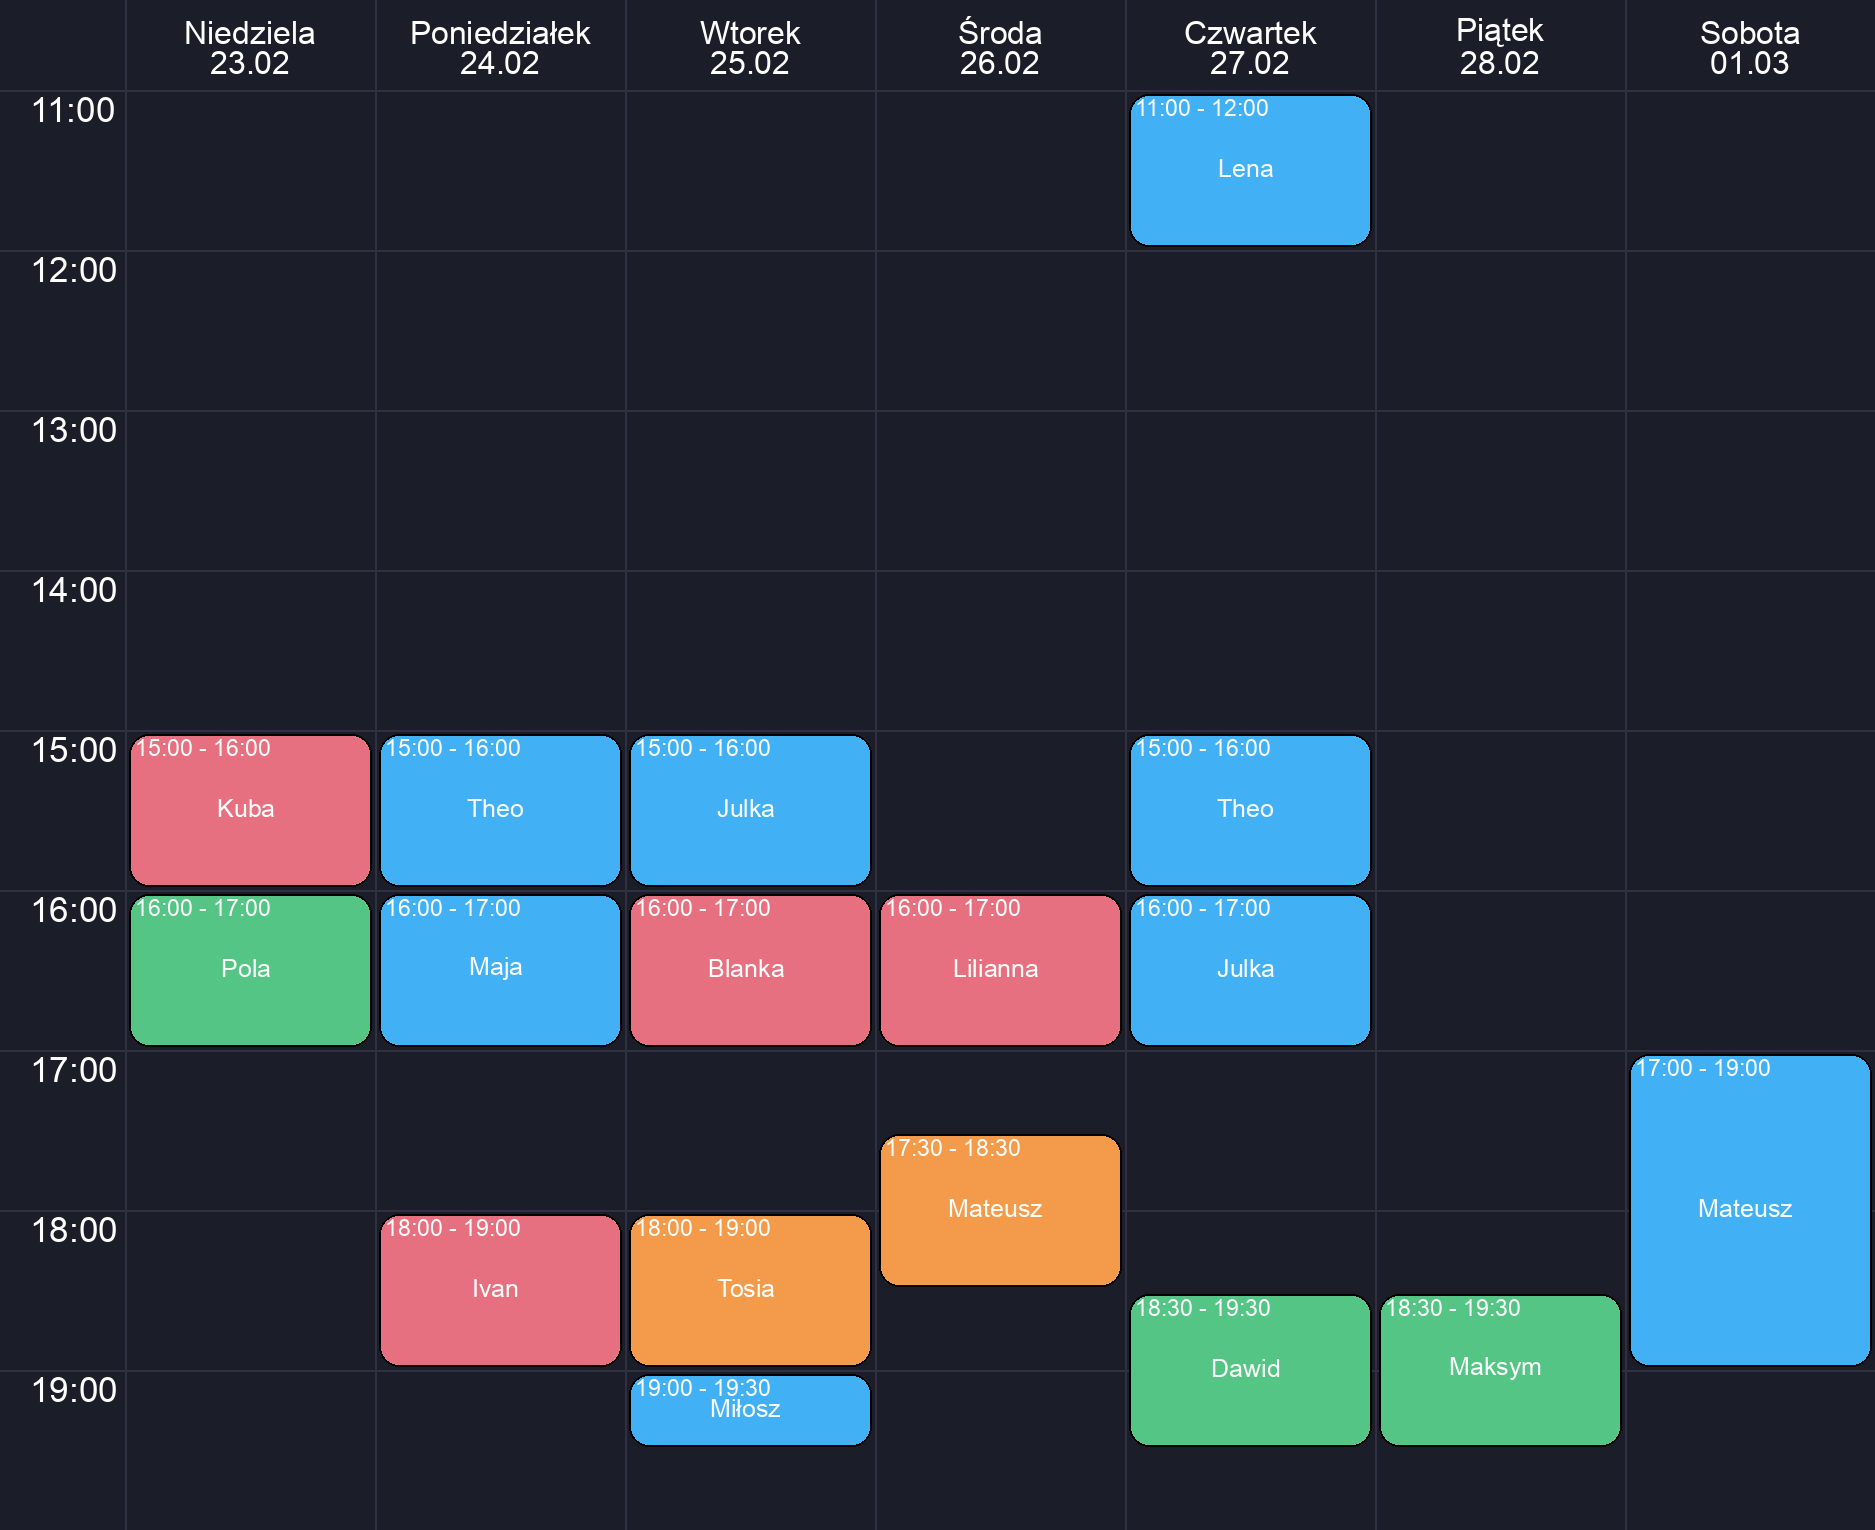 Niedziela
23.02
Poniedziałek
24.02
Wtorek
25.02
Środa
26.02
Czwartek
27.02
Piątek
28.02
Sobota
01.03
11:00
11:00 - 12:00
Lena
12:00
13:00
14:00
15:00
15:00 - 16:00
Kuba
15:00 - 16:00
Theo
15:00 - 16:00
Julka
15:00 - 16:00
Theo
16:00
16:00 - 17:00
Pola
16:00 - 17:00
Maja
16:00 - 17:00
Blanka
16:00 - 17:00
Lilianna
16:00 - 17:00
Julka
17:00
17:00 - 19:00
Mateusz
17:30 - 18:30
Mateusz
18:00
18:00 - 19:00
Ivan
18:00 - 19:00
Tosia
18:30 - 19:30
Dawid
18:30 - 19:30
Maksym
19:00
19:00 - 19:30
Miłosz